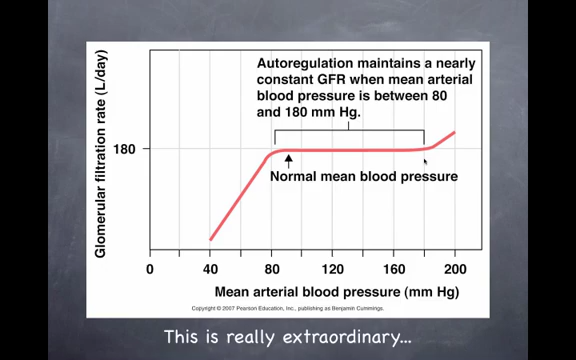 Glomerular filtration rate (L/day)
Autoregulation maintains a nearly
constant GFR when mean arterial
blood pressure is between 80
and 180 mm Hg.
180
Normal mean blood pressure
0 40 80 120 160 200
Mean arterial blood pressure (mm Hg)
Copyright © 2007 Pearson Education, Inc., publishing as Benjamin Cummings.
This is really extraordinary...